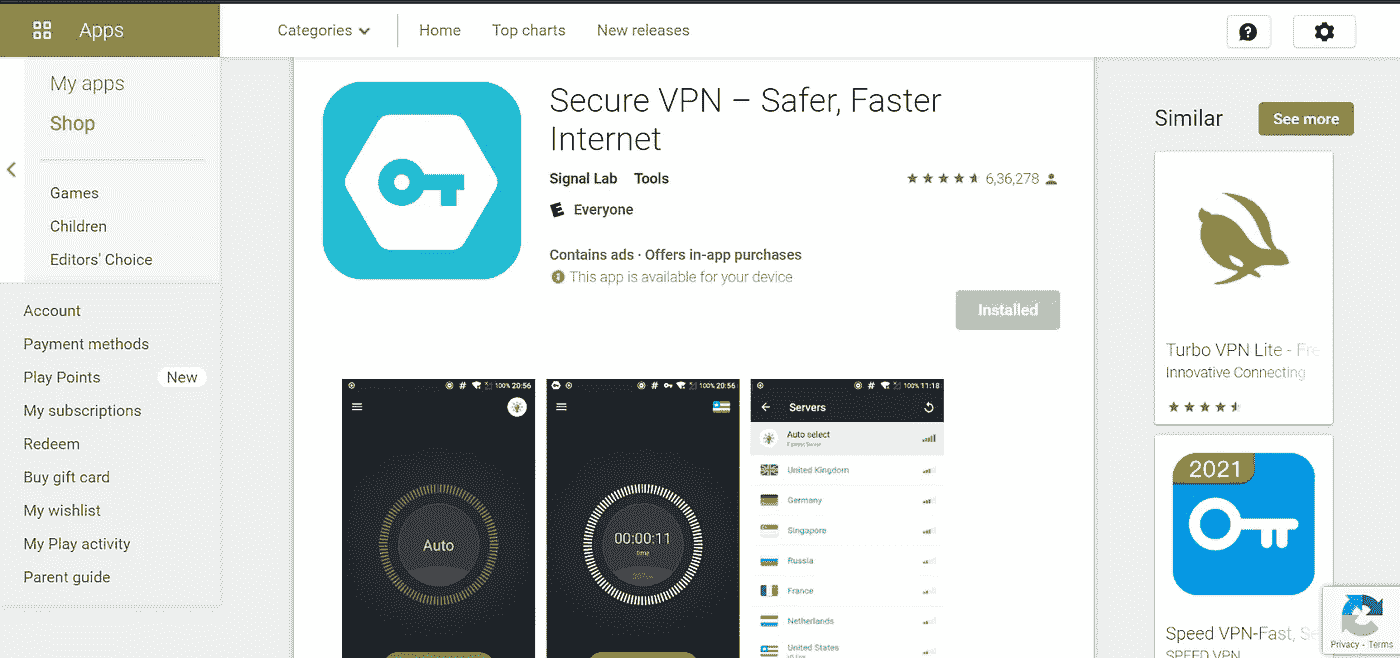 Apps
Categories
Home
Top charts
New releases
My apps
Shop
Games
Children
Editors' Choice
Account
Payment methods
Play Points
New
My subscriptions
Redeem
Buy gift card
My wishlist
My Play activity
Parent guide
Secure VPN – Safer, Faster
Internet
Signal Lab Tools
6,36,278
E Everyone
Contains ads · Offers in-app purchases
This app is available for your device
Installed
100% 20:56
Auto
100% 20:56
00:00:11
time
100% 11:18
Servers
Auto select
United Kingdom
Germany
Singapore
Russia
France
Netherlands
United States
Similar
See more
Turbo VPN Lite - Fre
Innovative Connecting
2021
Speed VPN-Fast, Se
SPEED VPN
Privacy - Terms